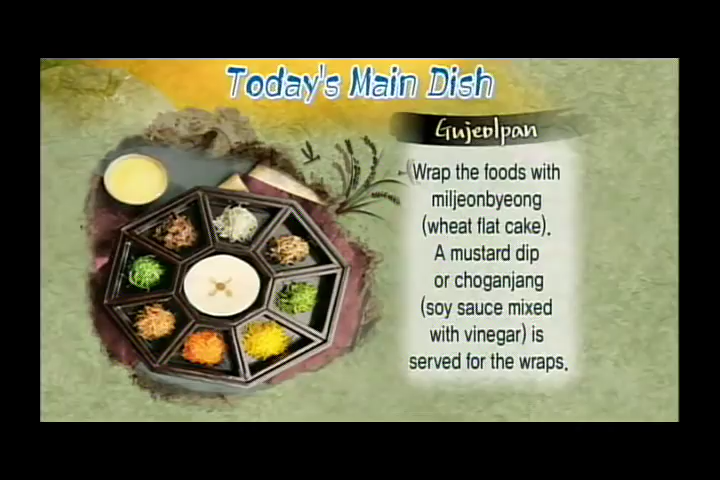 Today's Main Dish
Gujeolpan
Wrap the foods with
miljeonbyeong
(wheat flat cake).
A mustard dip
or choganjang
(soy sauce mixed
with vinegar) is
served for the wraps.